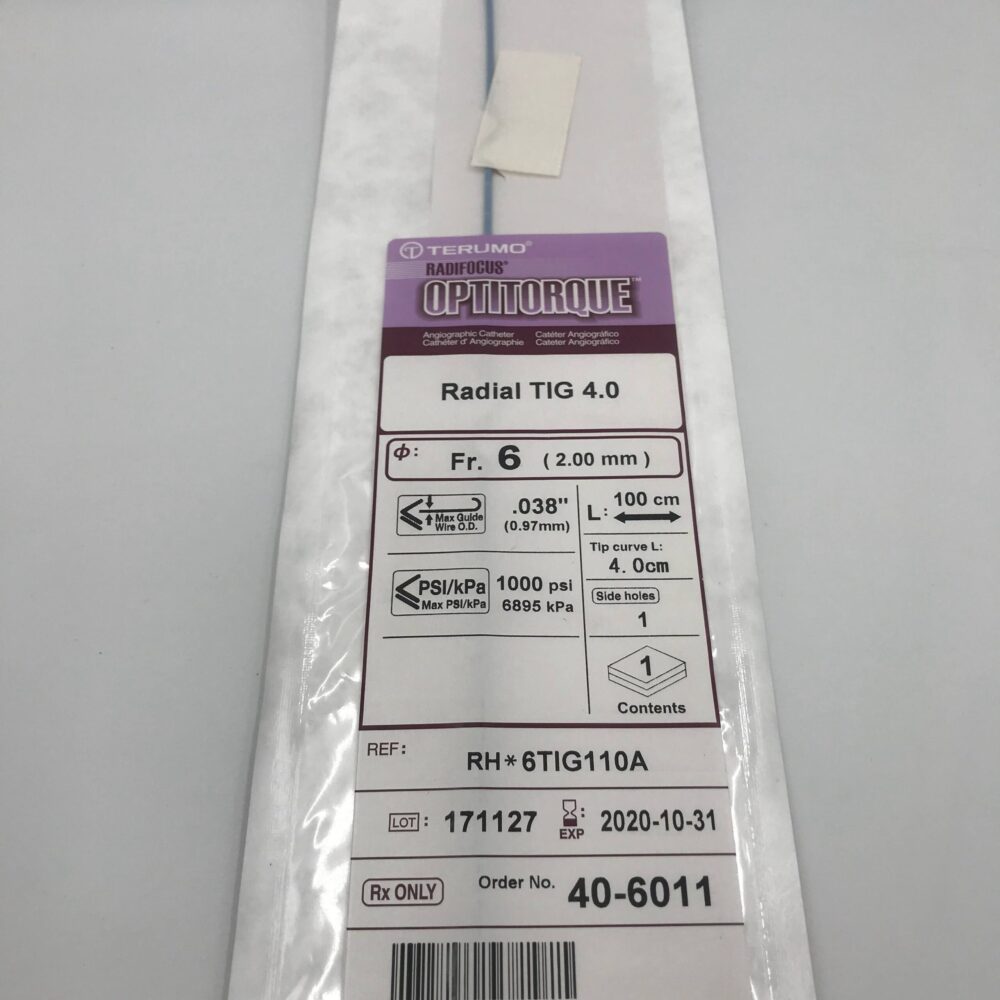 T TERUMO®
RADIFOCUS®
OPTITORQUE™
Angiographic Catheter Catéter Angiográfico
Cathéter d' Angiographie Cateter Angiográfico
Radial TIG 4.0
Φ: Fr. 6 (2.00 mm)
Max Guide
Wire O.D.
.038"
(0.97mm)
L: 100 cm
Tip curve L:
4.0cm
PSI/kPa
Max PSI/kPa
1000 psi
6895 kPa
Side holes
1
1
Contents
REF: RH*6TIG110A
LOT: 171127 EXP: 2020-10-31
Rx ONLY Order No. 40-6011